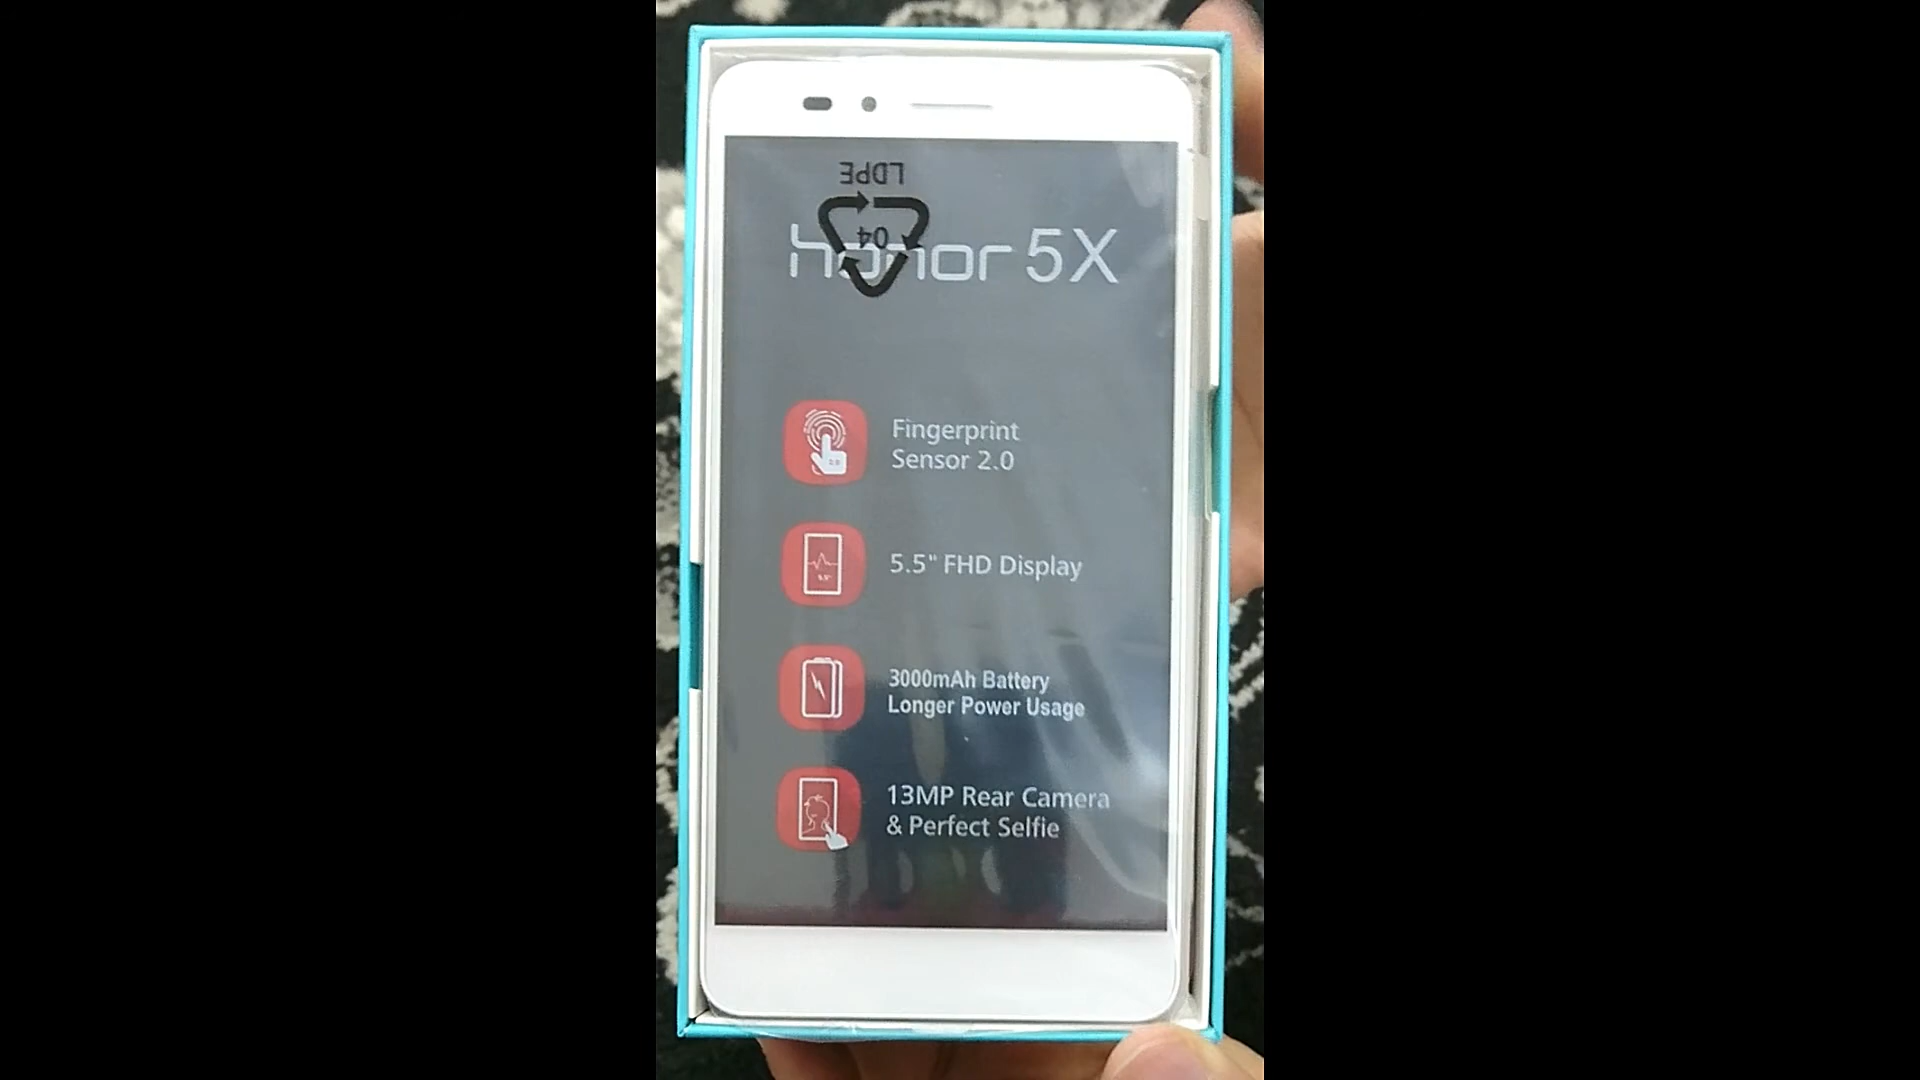 LDPE
04
honor 5X
Fingerprint
Sensor 2.0
5.5" FHD Display
3000mAh Battery
Longer Power Usage
13MP Rear Camera
& Perfect Selfie